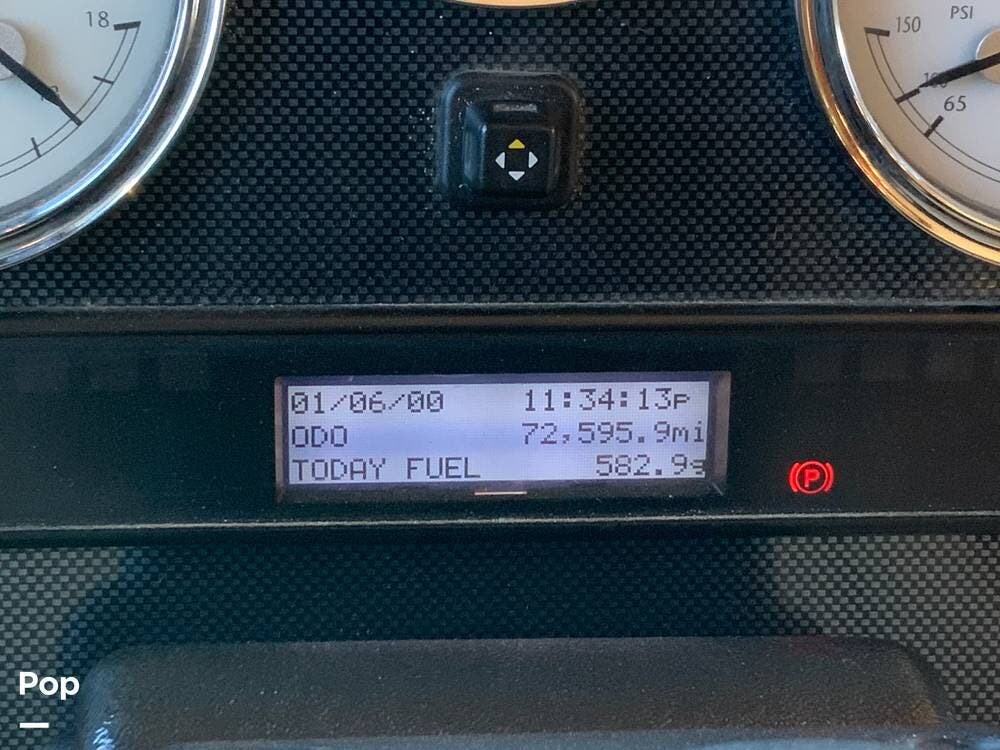 18
PSI
150
100
65
P
01/06/00 11:34:13P
ODO 72,595.9mi
TODAY FUEL 582.9g
P
Pop